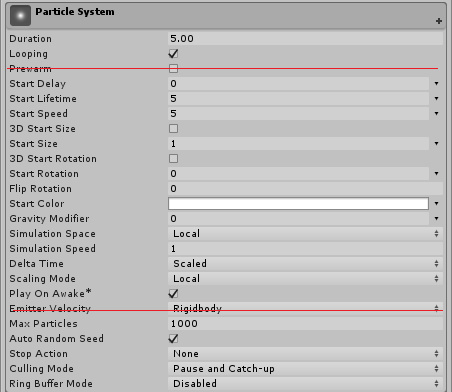 Particle System
Duration 5.00
Looping
Prewarm
Start Delay 0
Start Lifetime 5
Start Speed 5
3D Start Size
Start Size 1
3D Start Rotation
Start Rotation 0
Flip Rotation 0
Start Color
Gravity Modifier 0
Simulation Space Local
Simulation Speed 1
Delta Time Scaled
Scaling Mode Local
Play On Awake*
Emitter Velocity Rigidbody
Max Particles 1000
Auto Random Seed
Stop Action None
Culling Mode Pause and Catch-up
Ring Buffer Mode Disabled